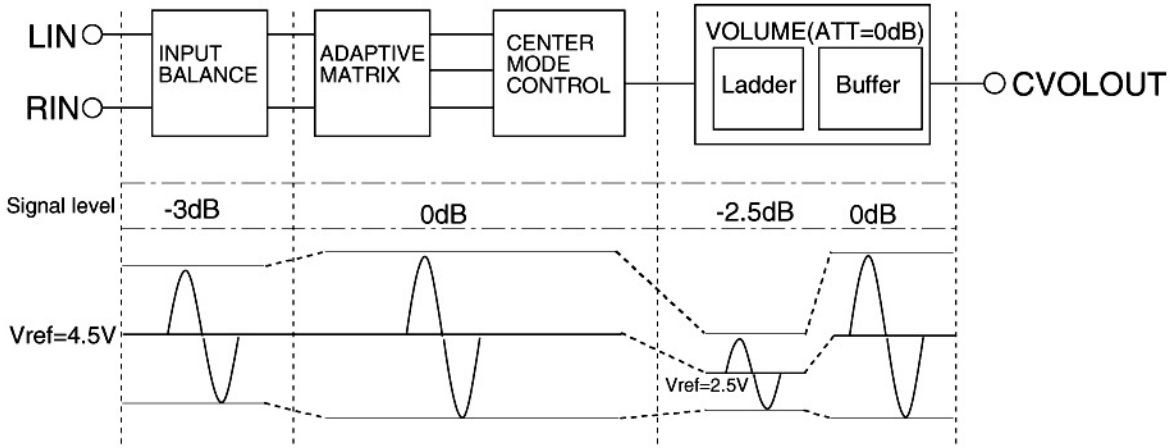 LIN
RIN
INPUT
BALANCE
ADAPTIVE
MATRIX
CENTER
MODE
CONTROL
VOLUME(ATT=0dB)
Ladder
Buffer
CVOLOUT
Signal level
-3dB
0dB
-2.5dB
0dB
Vref=4.5V
Vref=2.5V